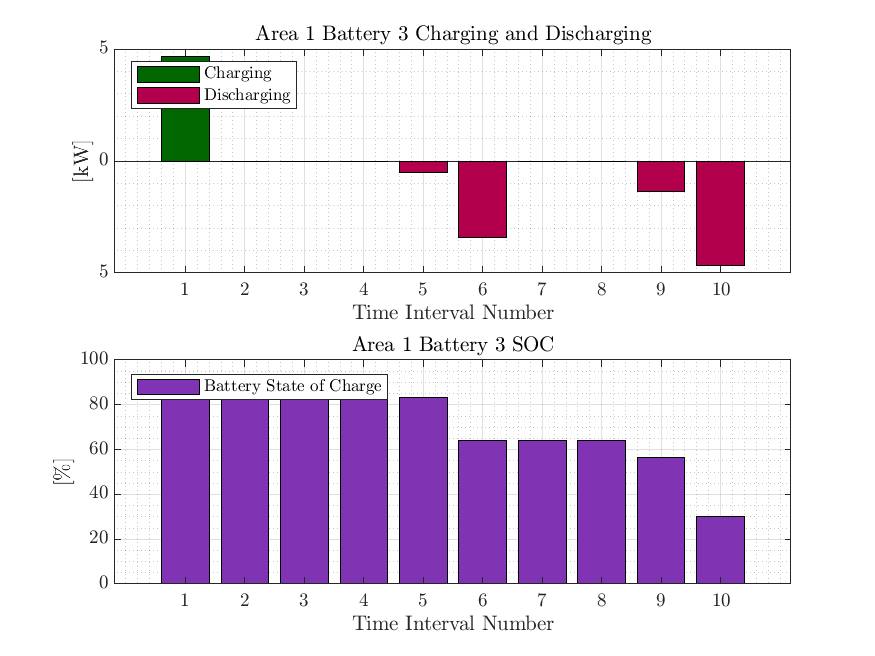 Area 1 Battery 3 Charging and Discharging
5
Charging
Discharging
0
[kW]
5
1 2 3 4 5 6 7 8 9 10
Time Interval Number
Area 1 Battery 3 SOC
100
Battery State of Charge
80
60
[%]
40
20
0
1 2 3 4 5 6 7 8 9 10
Time Interval Number